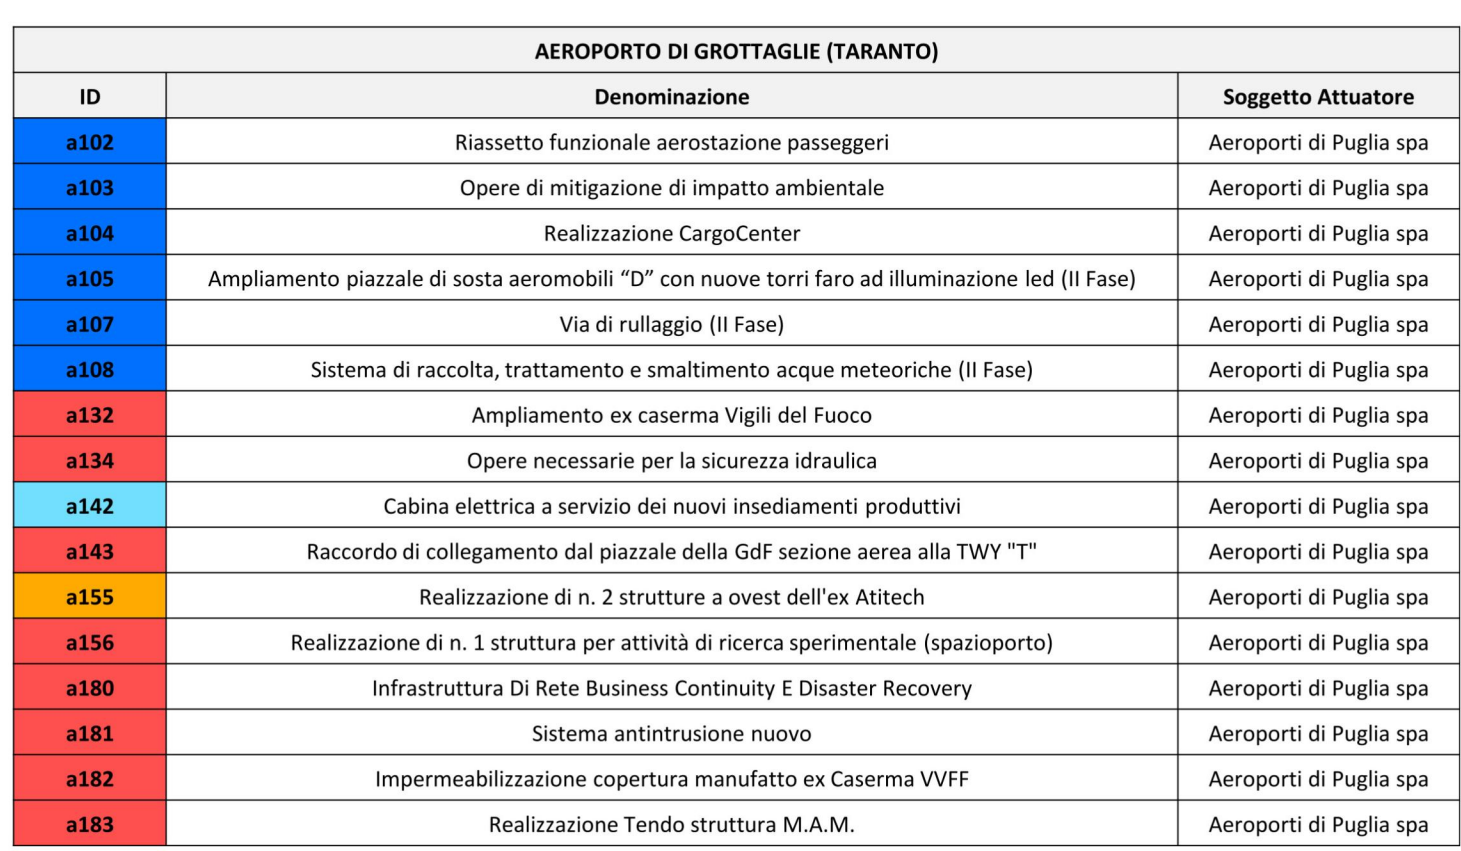 AEROPORTO DI GROTTAGLIE (TARANTO)
ID Denominazione Soggetto Attuatore
a102 Riassetto funzionale aerostazione passeggeri Aeroporti di Puglia spa
a103 Opere di mitigazione di impatto ambientale Aeroporti di Puglia spa
a104 Realizzazione CargoCenter Aeroporti di Puglia spa
a105 Ampliamento piazzale di sosta aeromobili “D” con nuove torri faro ad illuminazione led (II Fase) Aeroporti di Puglia spa
a107 Via di rullaggio (II Fase) Aeroporti di Puglia spa
a108 Sistema di raccolta, trattamento e smaltimento acque meteoriche (II Fase) Aeroporti di Puglia spa
a132 Ampliamento ex caserma Vigili del Fuoco Aeroporti di Puglia spa
a134 Opere necessarie per la sicurezza idraulica Aeroporti di Puglia spa
a142 Cabina elettrica a servizio dei nuovi insediamenti produttivi Aeroporti di Puglia spa
a143 Raccordo di collegamento dal piazzale della GdF sezione aerea alla TWY "T" Aeroporti di Puglia spa
a155 Realizzazione di n. 2 strutture a ovest dell'ex Atitech Aeroporti di Puglia spa
a156 Realizzazione di n. 1 struttura per attività di ricerca sperimentale (spazioporto) Aeroporti di Puglia spa
a180 Infrastruttura Di Rete Business Continuity E Disaster Recovery Aeroporti di Puglia spa
a181 Sistema antintrusione nuovo Aeroporti di Puglia spa
a182 Impermeabilizzazione copertura manufatto ex Caserma VVFF Aeroporti di Puglia spa
a183 Realizzazione Tendo struttura M.A.M. Aeroporti di Puglia spa